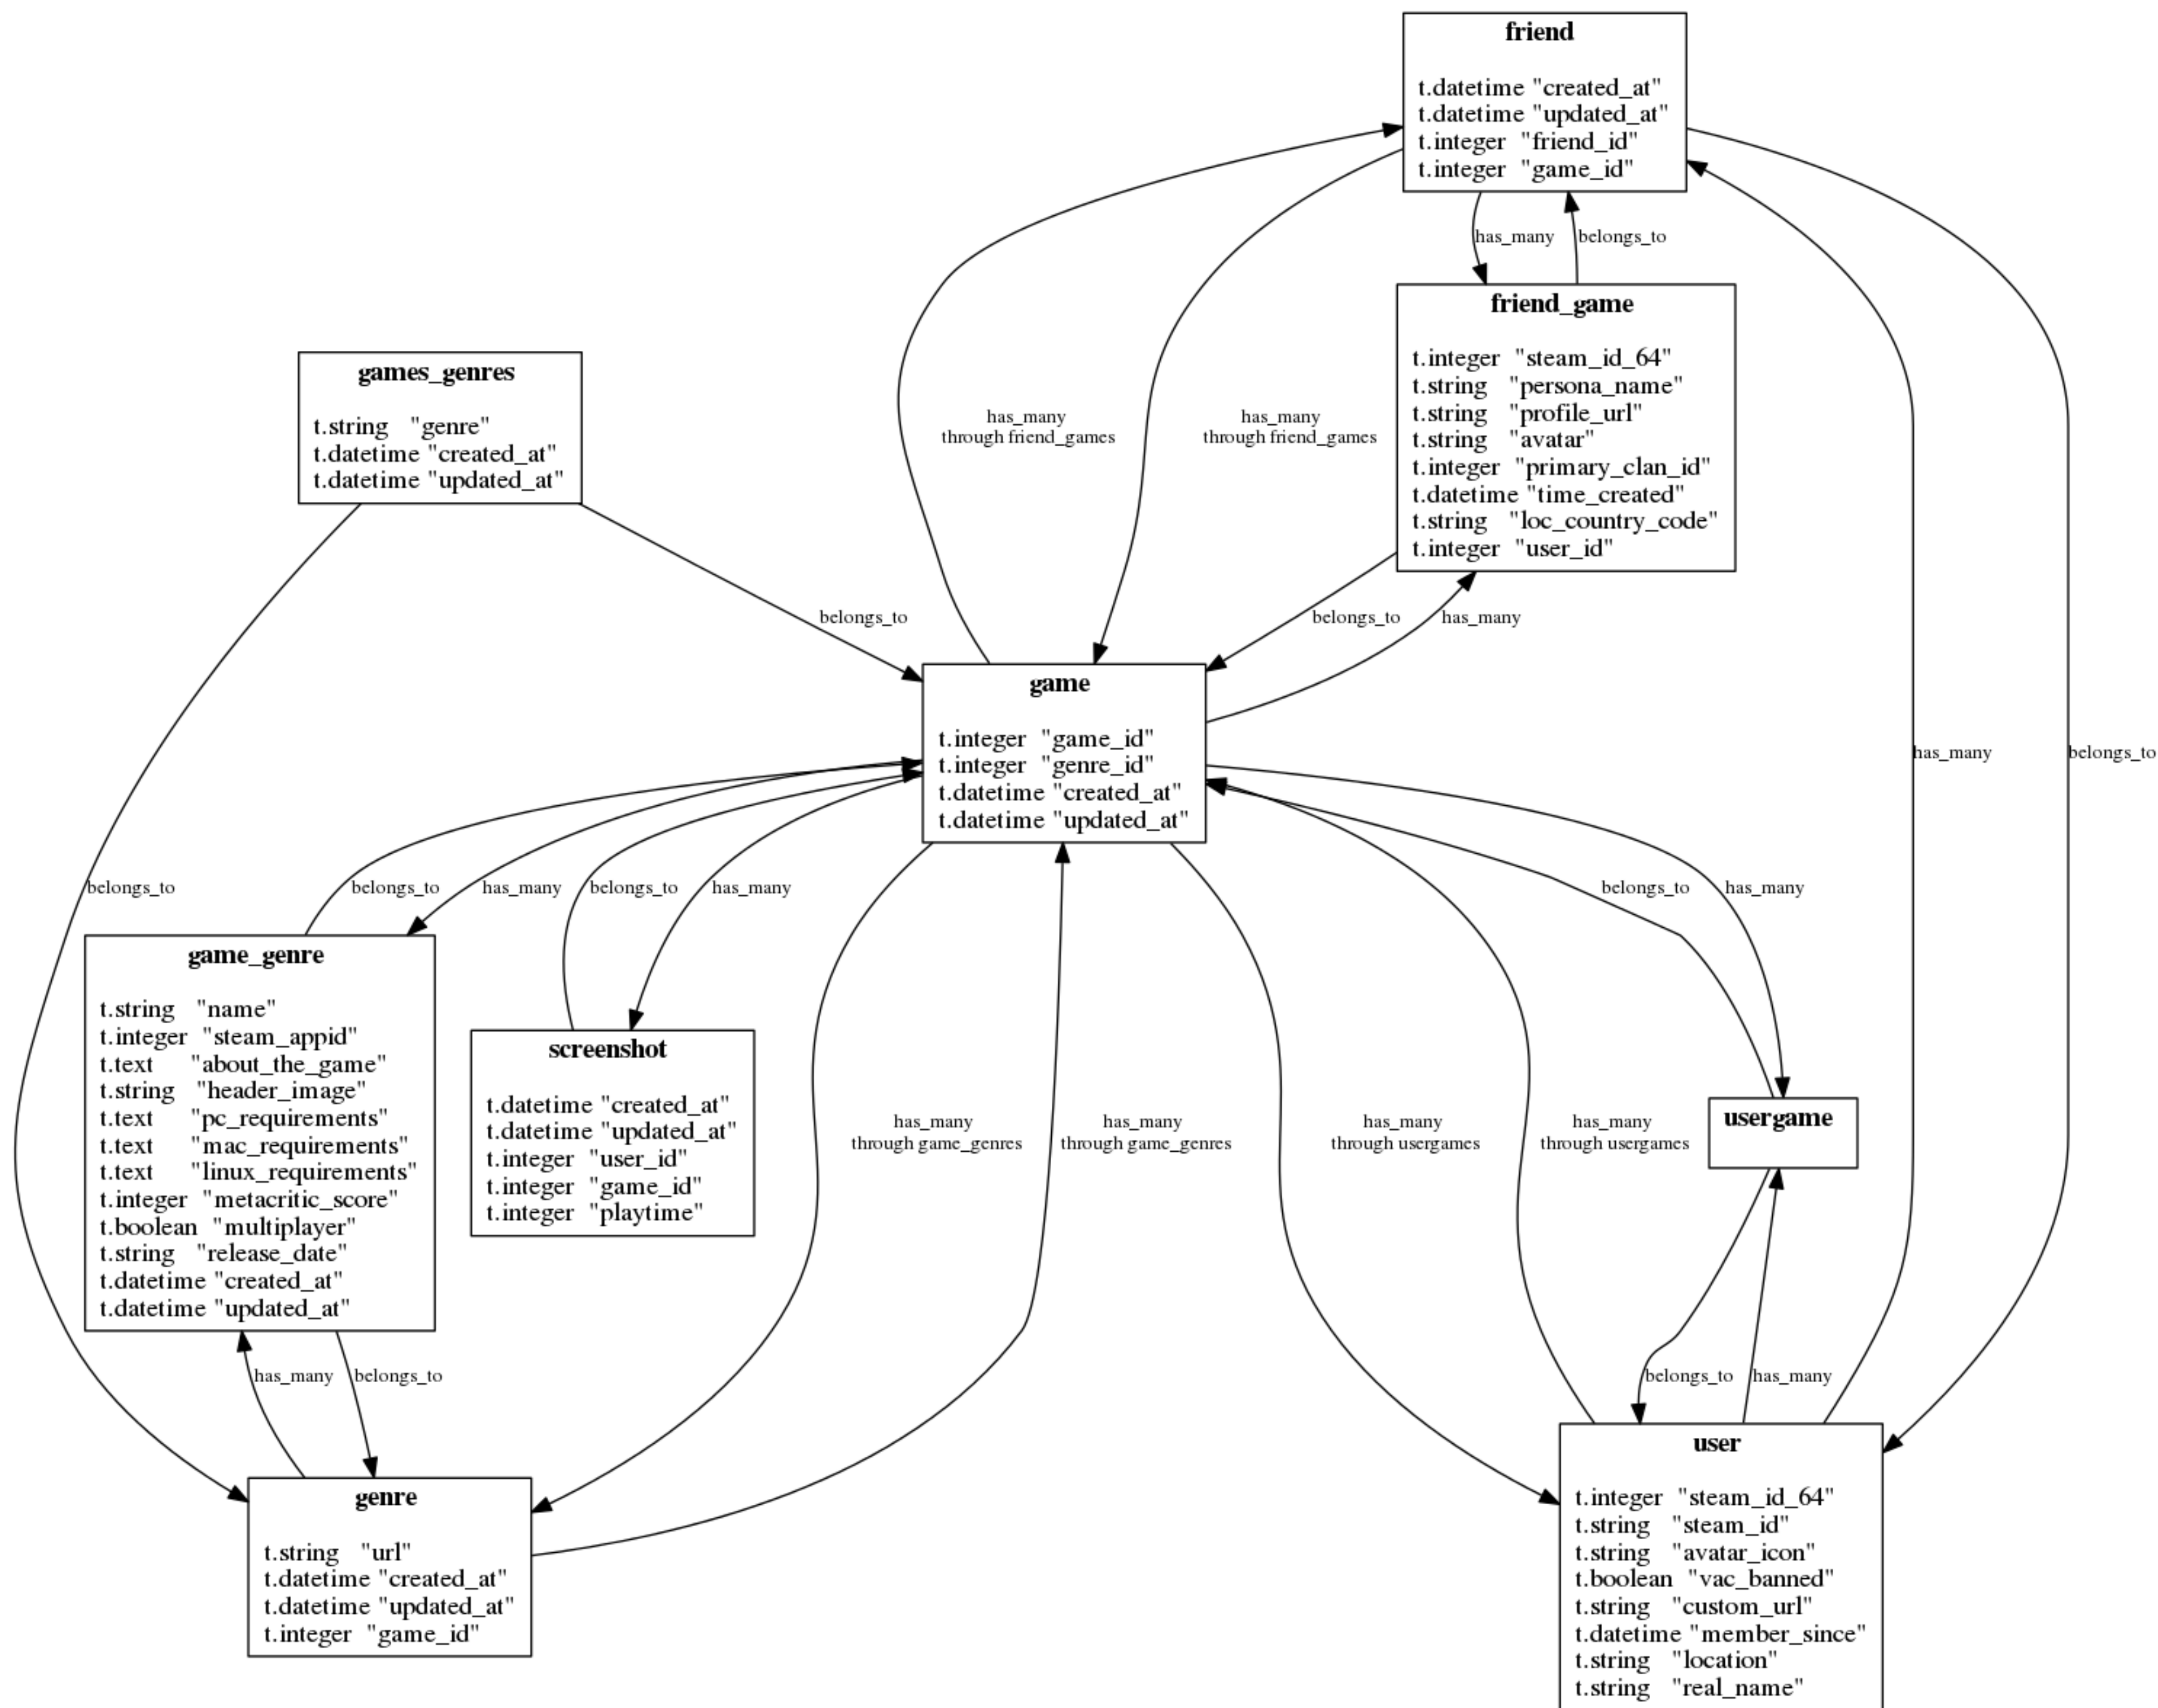 friend
t.datetime "created_at"
t.datetime "updated_at"
t.integer "friend_id"
t.integer "game_id"
has_many
belongs_to
friend_game
t.integer "steam_id_64"
t.string "persona_name"
t.string "profile_url"
t.string "avatar"
t.integer "primary_clan_id"
t.datetime "time_created"
t.string "loc_country_code"
t.integer "user_id"
games_genres
t.string "genre"
t.datetime "created_at"
t.datetime "updated_at"
has_many
through friend_games
has_many
through friend_games
belongs_to
belongs_to
has_many
game
t.integer "game_id"
t.integer "genre_id"
t.datetime "created_at"
t.datetime "updated_at"
has_many
belongs_to
belongs_to
belongs_to
has_many
belongs_to
has_many
belongs_to
has_many
game_genre
t.string "name"
t.integer "steam_appid"
t.text "about_the_game"
t.string "header_image"
t.text "pc_requirements"
t.text "mac_requirements"
t.text "linux_requirements"
t.integer "metacritic_score"
t.boolean "multiplayer"
t.string "release_date"
t.datetime "created_at"
t.datetime "updated_at"
screenshot
t.datetime "created_at"
t.datetime "updated_at"
t.integer "user_id"
t.integer "game_id"
t.integer "playtime"
has_many
through game_genres
has_many
through game_genres
has_many
through usergames
has_many
through usergames
usergame
has_many
belongs_to
belongs_to
has_many
genre
t.string "url"
t.datetime "created_at"
t.datetime "updated_at"
t.integer "game_id"
user
t.integer "steam_id_64"
t.string "steam_id"
t.string "avatar_icon"
t.boolean "vac_banned"
t.string "custom_url"
t.datetime "member_since"
t.string "location"
t.string "real_name"